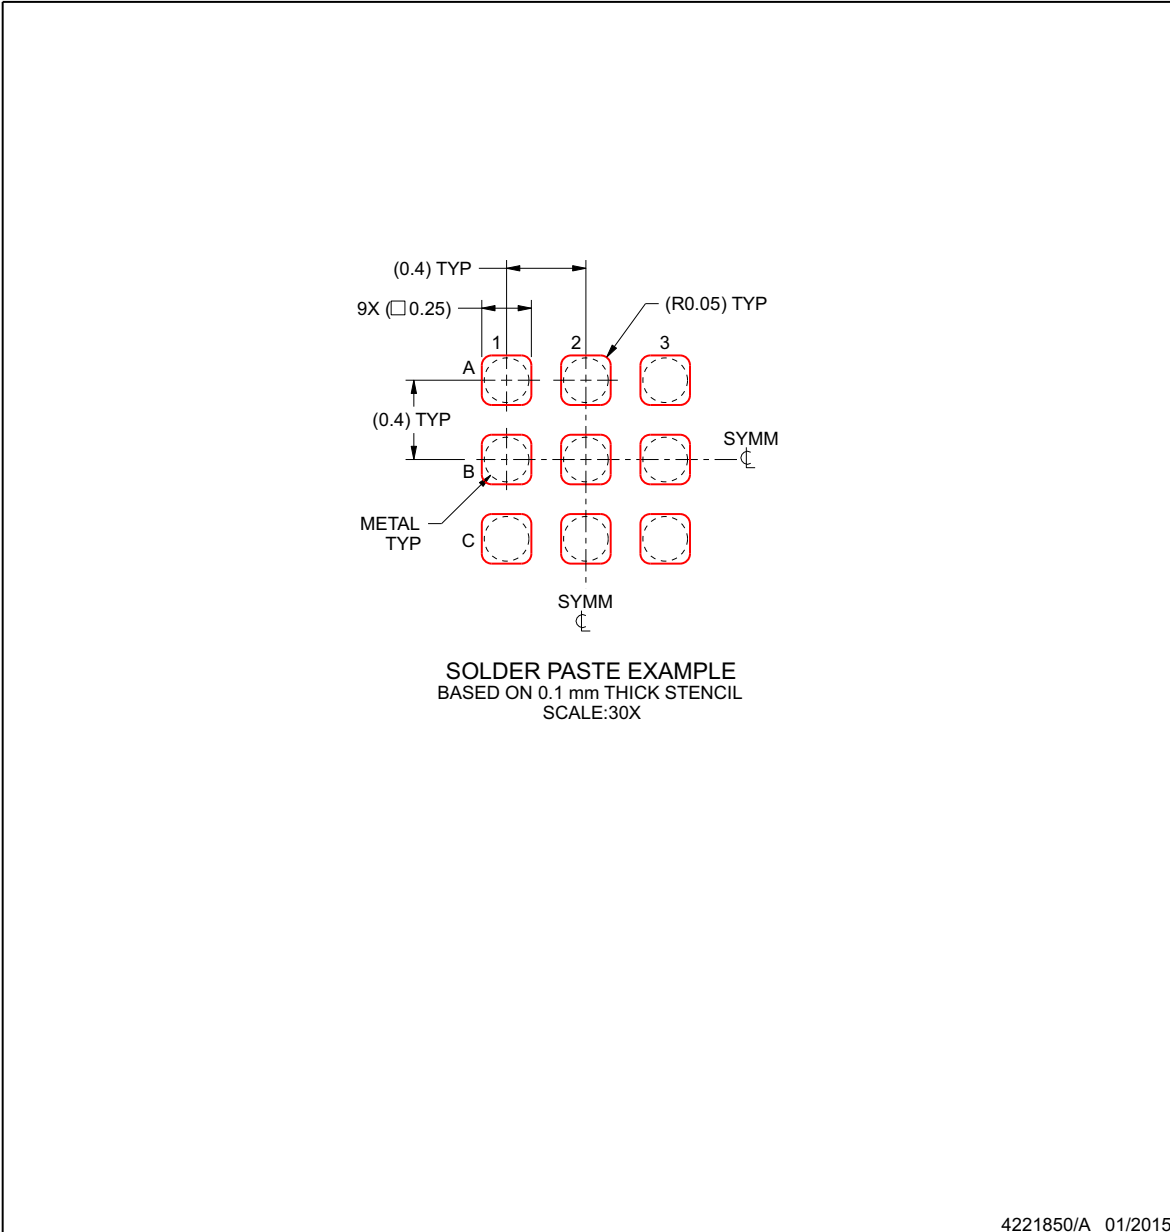 (0.4) TYP
9X (□ 0.25)
(R0.05) TYP
1 2 3
A
(0.4) TYP
SYMM
℄
B
METAL
TYP
C
SYMM
℄
SOLDER PASTE EXAMPLE
BASED ON 0.1 mm THICK STENCIL
SCALE:30X
4221850/A 01/2015